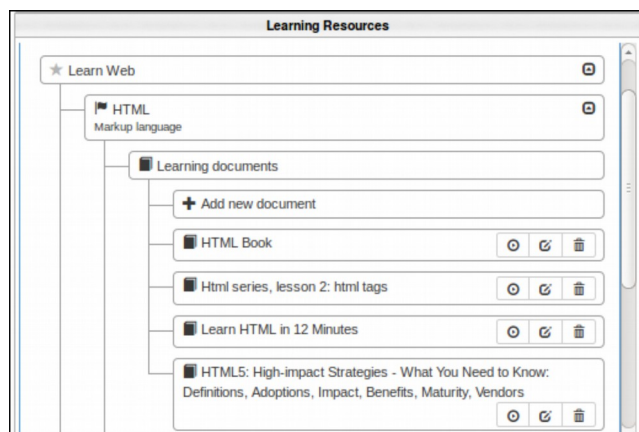 Learning Resources
Learn Web
HTML
Markup language
Learning documents
Add new document
HTML Book
Html series, lesson 2: html tags
Learn HTML in 12 Minutes
HTML5: High-impact Strategies - What You Need to Know:
Definitions, Adoptions, Impact, Benefits, Maturity, Vendors